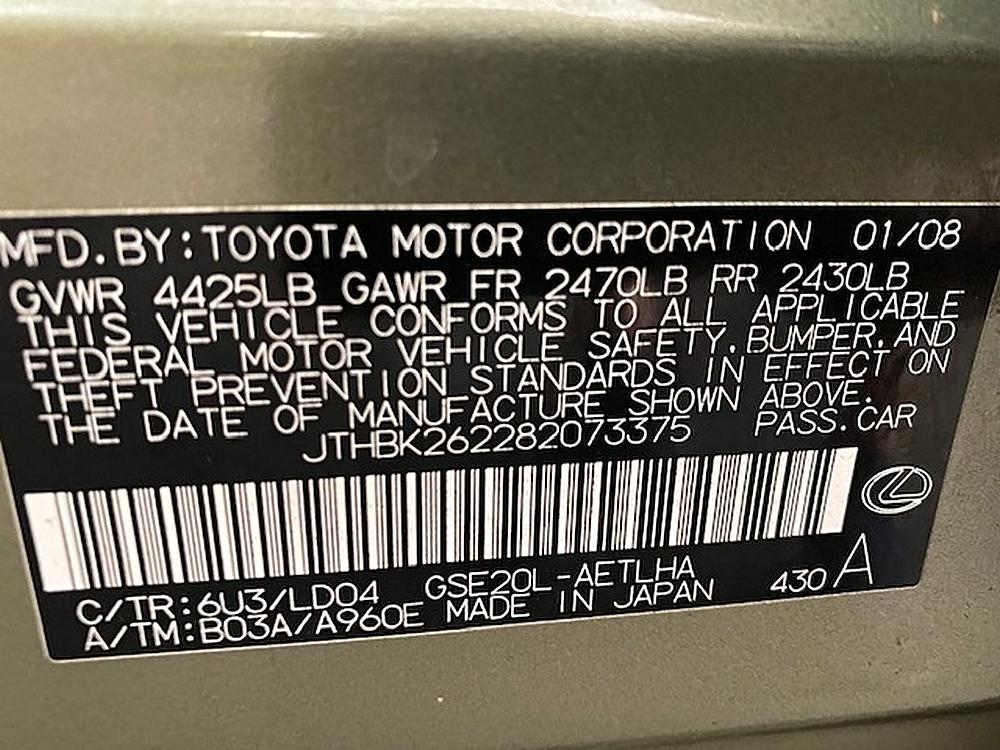 MFD. BY: TOYOTA MOTOR CORPORATION 01/08
GVWR 4425LB GAWR FR 2470LB RR 2430LB
THIS VEHICLE CONFORMS TO ALL APPLICABLE
FEDERAL MOTOR VEHICLE SAFETY, BUMPER, AND
THEFT PREVENTION STANDARDS IN EFFECT ON
THE DATE OF MANUFACTURE SHOWN ABOVE.
JTHBK262282073375 PASS. CAR
C/TR: 6U3/LD04 GSE20L-AETLHA
A/TM: B03A/A960E MADE IN JAPAN 430 A